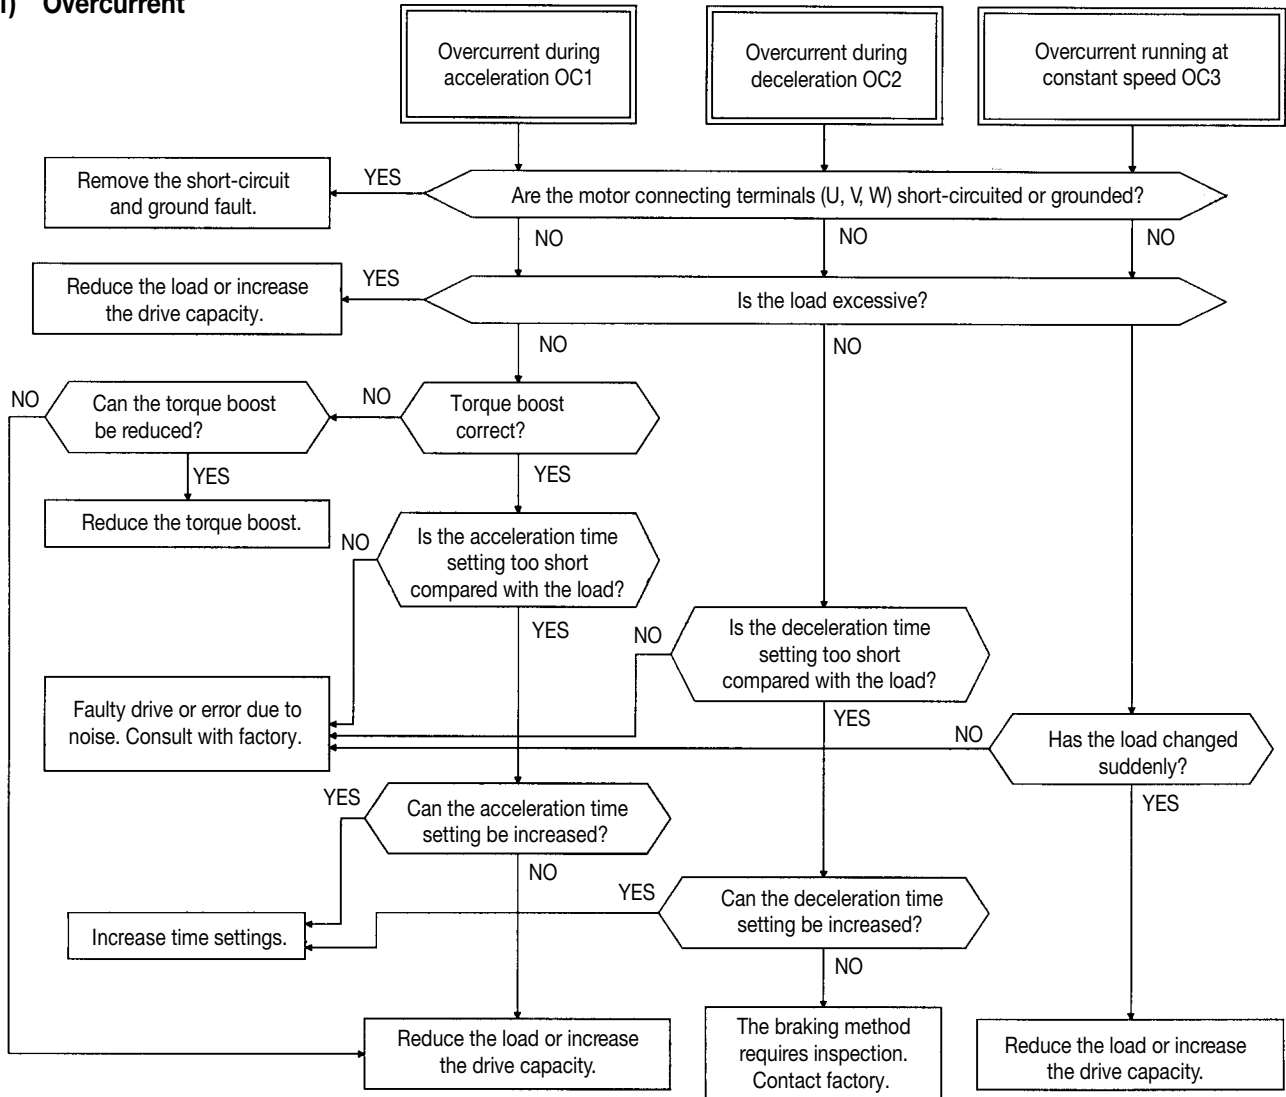 Overcurrent
Overcurrent during
acceleration OC1
Overcurrent during
deceleration OC2
Overcurrent running at
constant speed OC3
Remove the short-circuit
and ground fault.
YES
Are the motor connecting terminals (U, V, W) short-circuited or grounded?
NO
NO
NO
Reduce the load or increase
the drive capacity.
YES
Is the load excessive?
NO
NO
NO
Can the torque boost
be reduced?
NO
Torque boost
correct?
YES
YES
Reduce the torque boost.
NO
Is the acceleration time
setting too short
compared with the load?
YES
NO
Is the deceleration time
setting too short
compared with the load?
YES
Faulty drive or error due to
noise. Consult with factory.
NO
Has the load changed
suddenly?
YES
YES
Can the acceleration time
setting be increased?
NO
YES
Can the deceleration time
setting be increased?
NO
Increase time settings.
Reduce the load or increase
the drive capacity.
The braking method
requires inspection.
Contact factory.
Reduce the load or increase
the drive capacity.